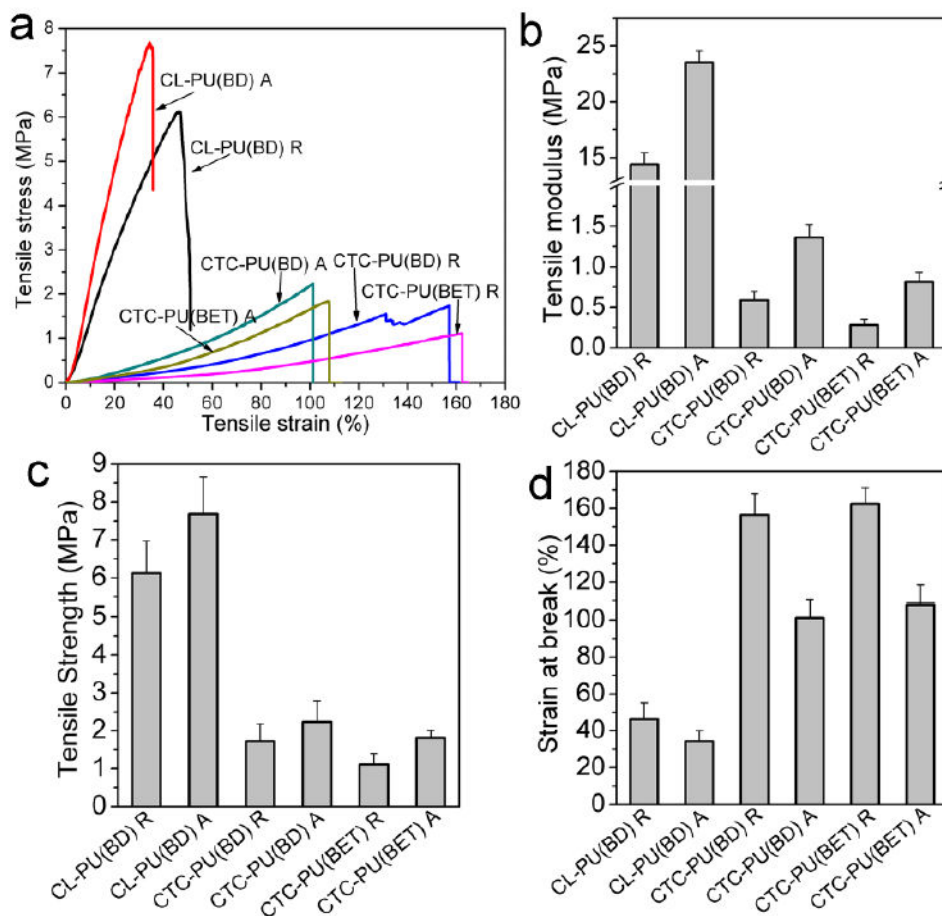 a
Tensile stress (MPa)
8
7
6
5
4
3
2
1
0
CL-PU(BD) A
CL-PU(BD) R
CTC-PU(BD) A
CTC-PU(BD) R
CTC-PU(BET) R
CTC-PU(BET) A
0 20 40 60 80 100 120 140 160 180
Tensile strain (%)
b
Tensile modulus (MPa)
25
20
15
1.5
1.0
0.5
0.0
CL-PU(BD) R
CL-PU(BD) A
CTC-PU(BD) R
CTC-PU(BD) A
CTC-PU(BET) R
CTC-PU(BET) A
c
Tensile Strength (MPa)
9
8
7
6
5
4
3
2
1
0
CL-PU(BD) R
CL-PU(BD) A
CTC-PU(BD) R
CTC-PU(BD) A
CTC-PU(BET) R
CTC-PU(BET) A
d
Strain at break (%)
180
160
140
120
100
80
60
40
20
0
CL-PU(BD) R
CL-PU(BD) A
CTC-PU(BD) R
CTC-PU(BD) A
CTC-PU(BET) R
CTC-PU(BET) A